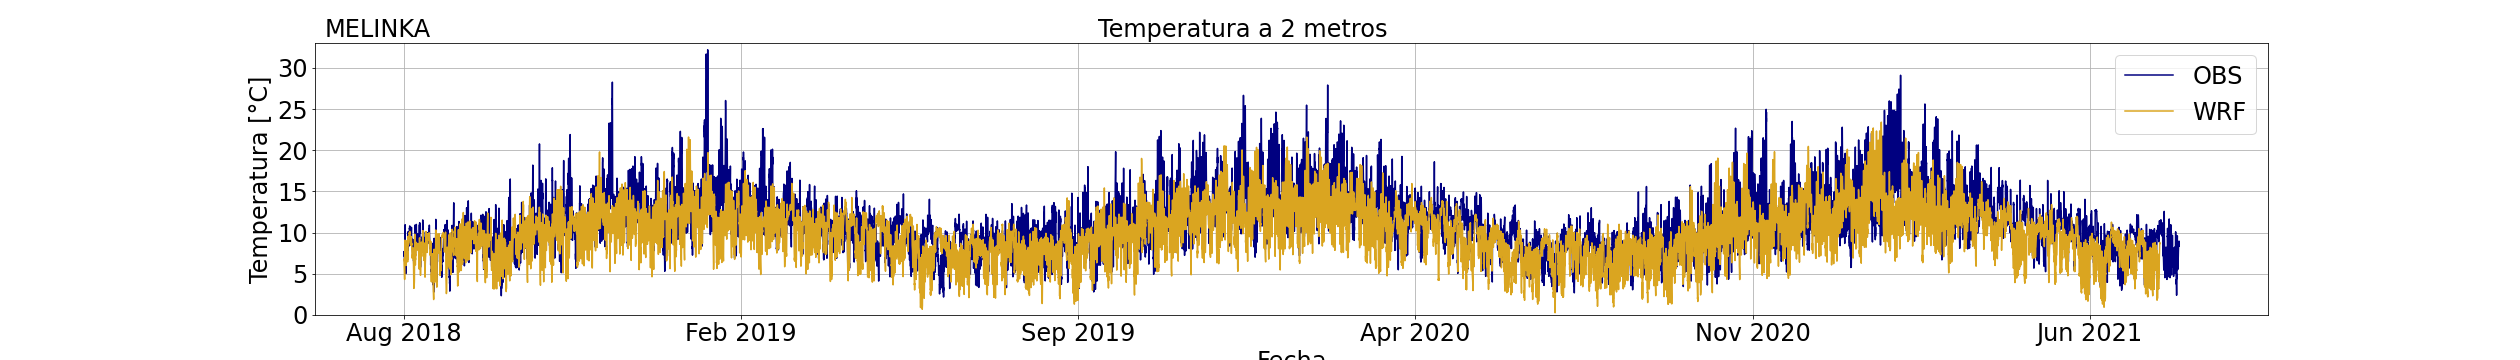 MELINKA
Temperatura a 2 metros
Temperatura [°C]
30
25
20
15
10
5
0
OBS
WRF
Aug 2018
Feb 2019
Sep 2019
Apr 2020
Nov 2020
Jun 2021
Fecha